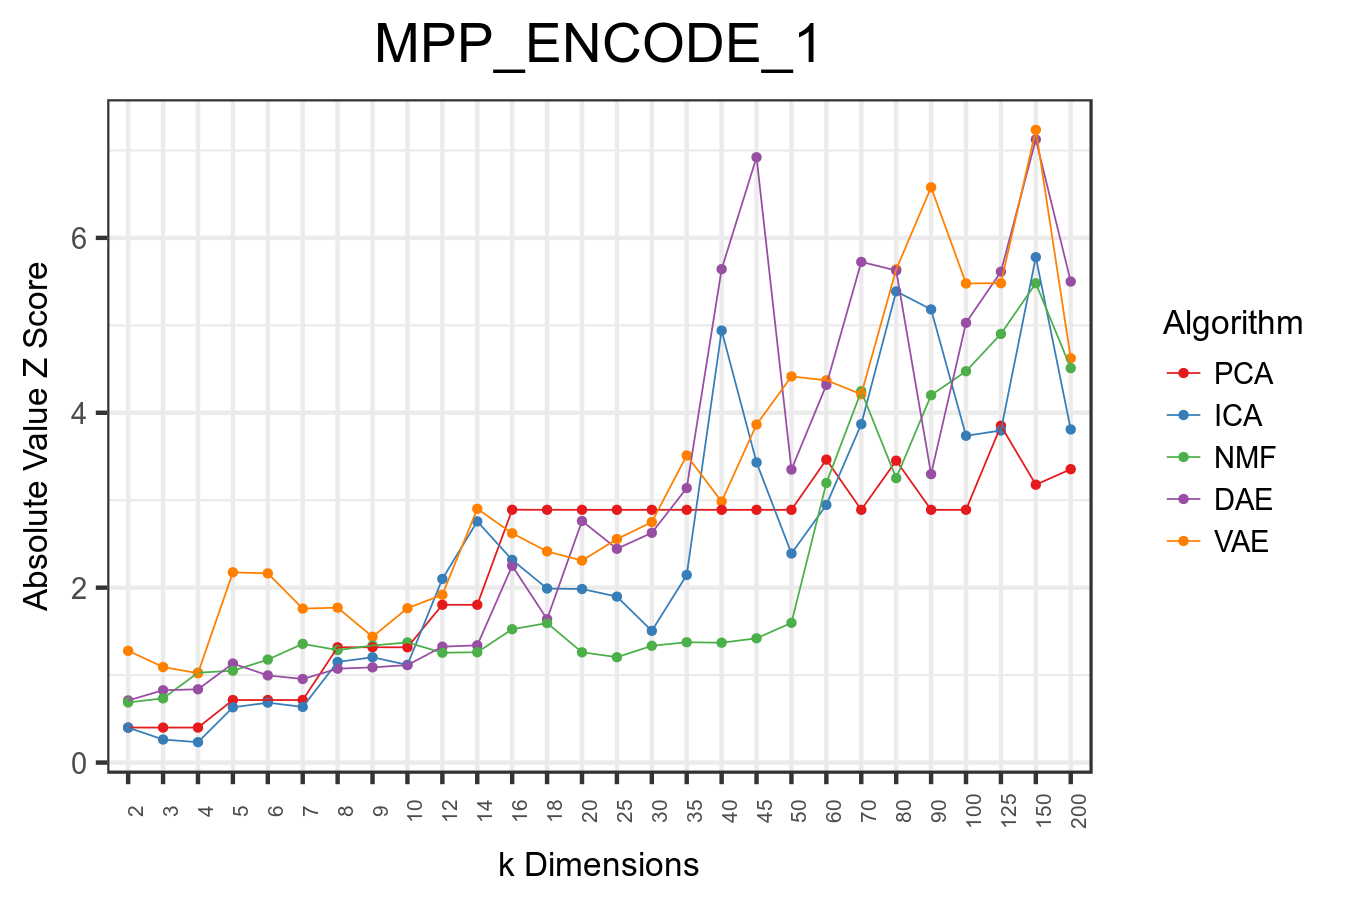 MPP_ENCODE_1
Absolute Value Z Score
6
4
2
0
2 3 4 5 6 7 8 9 10 12 14 16 18 20 25 30 35 40 45 50 60 70 80 90 100 125 150 200
k Dimensions
Algorithm
PCA
ICA
NMF
DAE
VAE